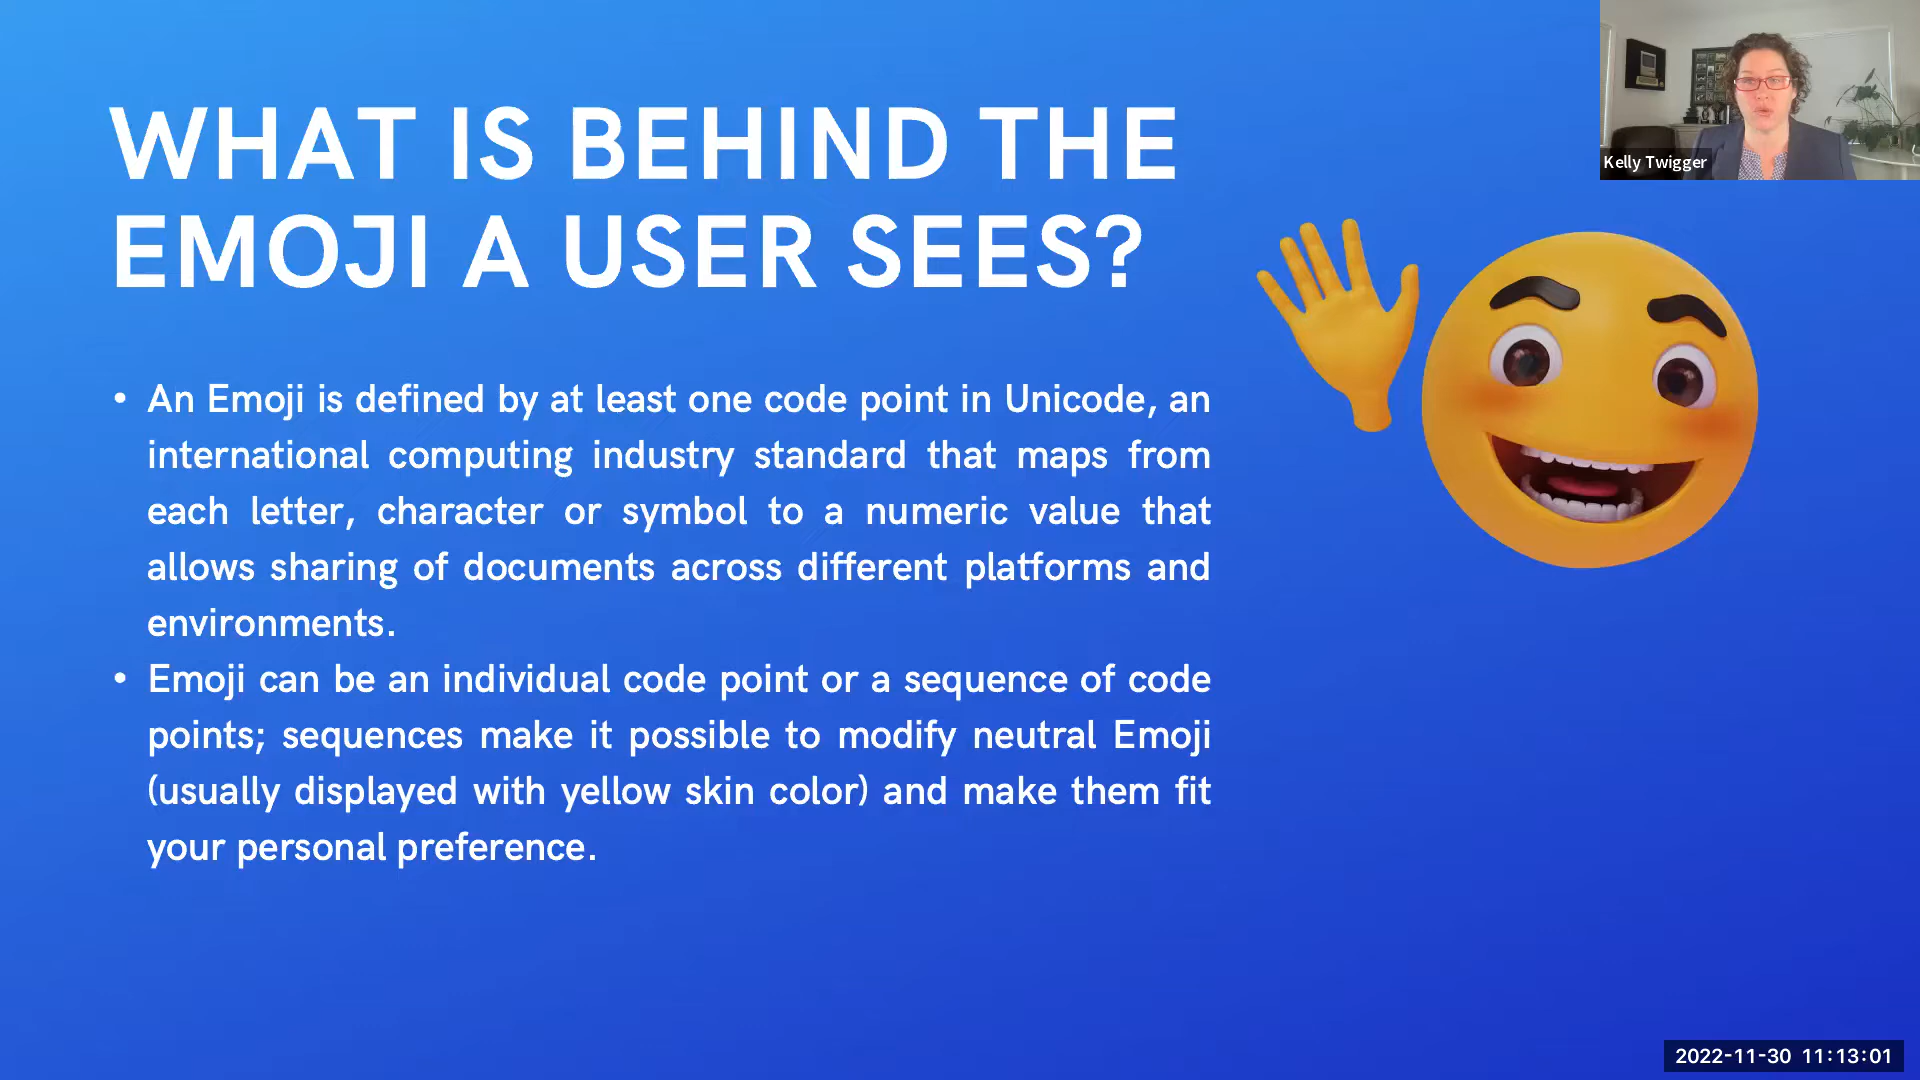 WHAT IS BEHIND THE
EMOJI A USER SEES?
Kelly Twigger
• An Emoji is defined by at least one code point in Unicode, an
international computing industry standard that maps from
each letter, character or symbol to a numeric value that
allows sharing of documents across different platforms and
environments.
• Emoji can be an individual code point or a sequence of code
points; sequences make it possible to modify neutral Emoji
(usually displayed with yellow skin color) and make them fit
your personal preference.
2022-11-30 11:13:01